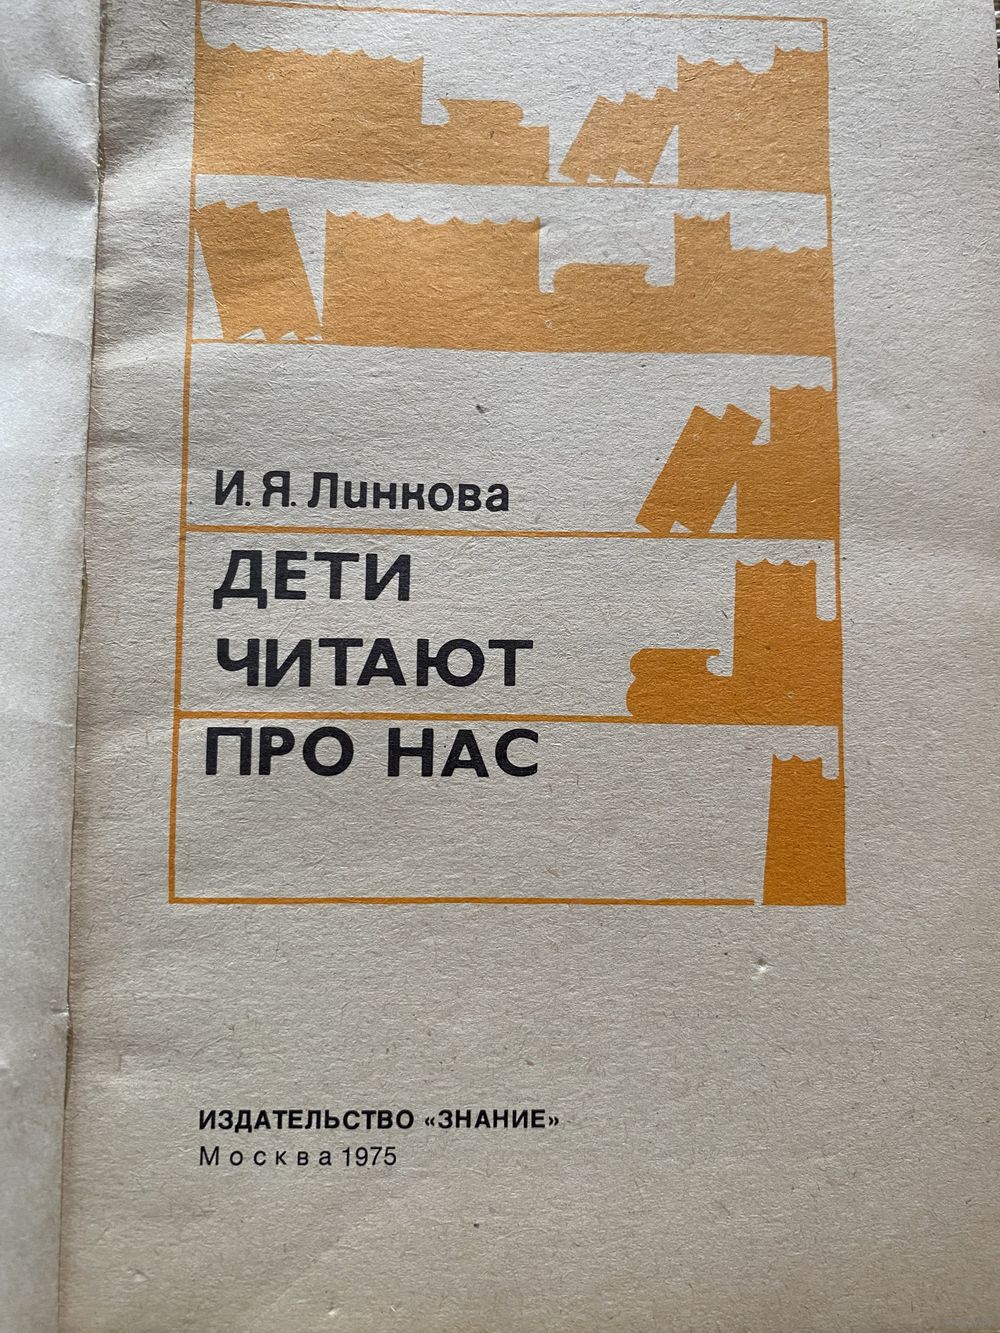 И. Я. Линкова
ДЕТИ
ЧИТАЮТ
ПРО НАС
ИЗДАТЕЛЬСТВО «ЗНАНИЕ»
Москва 1975